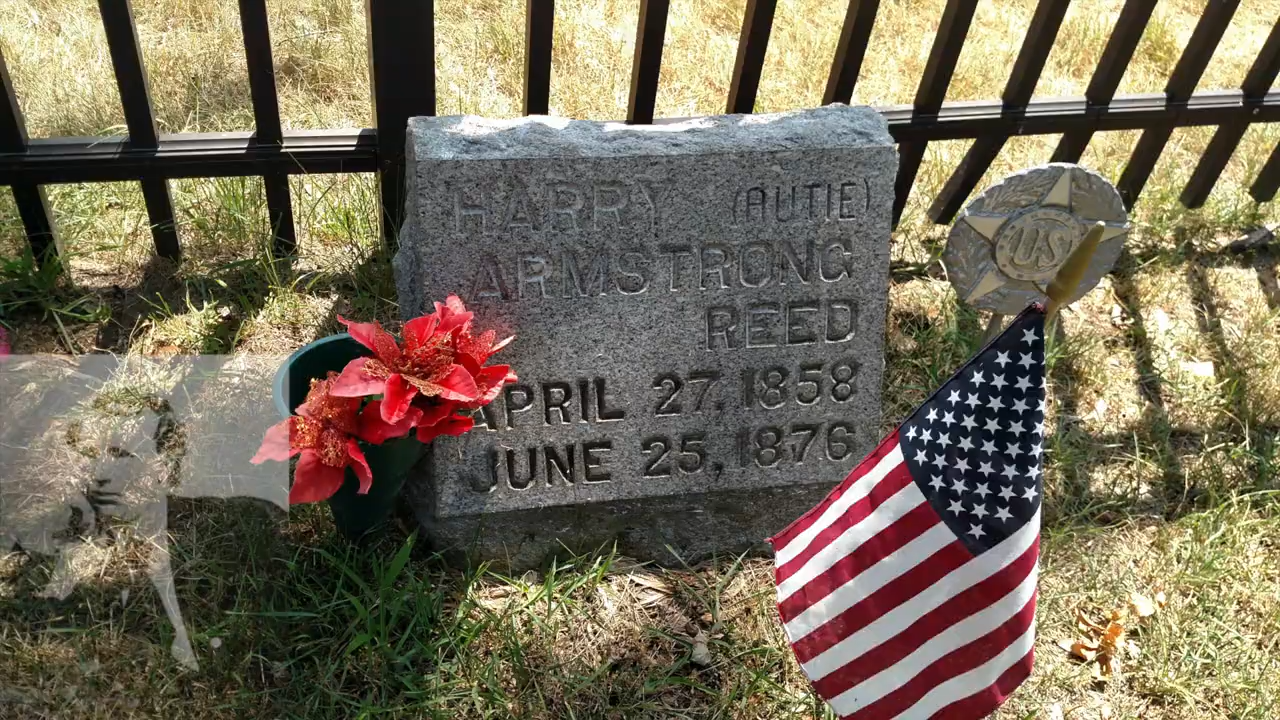 HARRY (AUTIE)
ARMSTRONG
REED
APRIL 27, 1858
JUNE 25, 1876
US